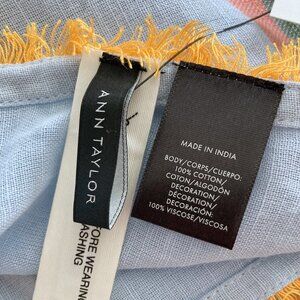 ANN TAYLOR
ORE WEARING
ASHING
MADE IN INDIA
BODY/CORPS/CUERPO:
100% COTTON/
COTON/ALGODÓN
DECORATION/
DÉCORATION/
DECORACIÓN:
100% VISCOSE/VISCOSA